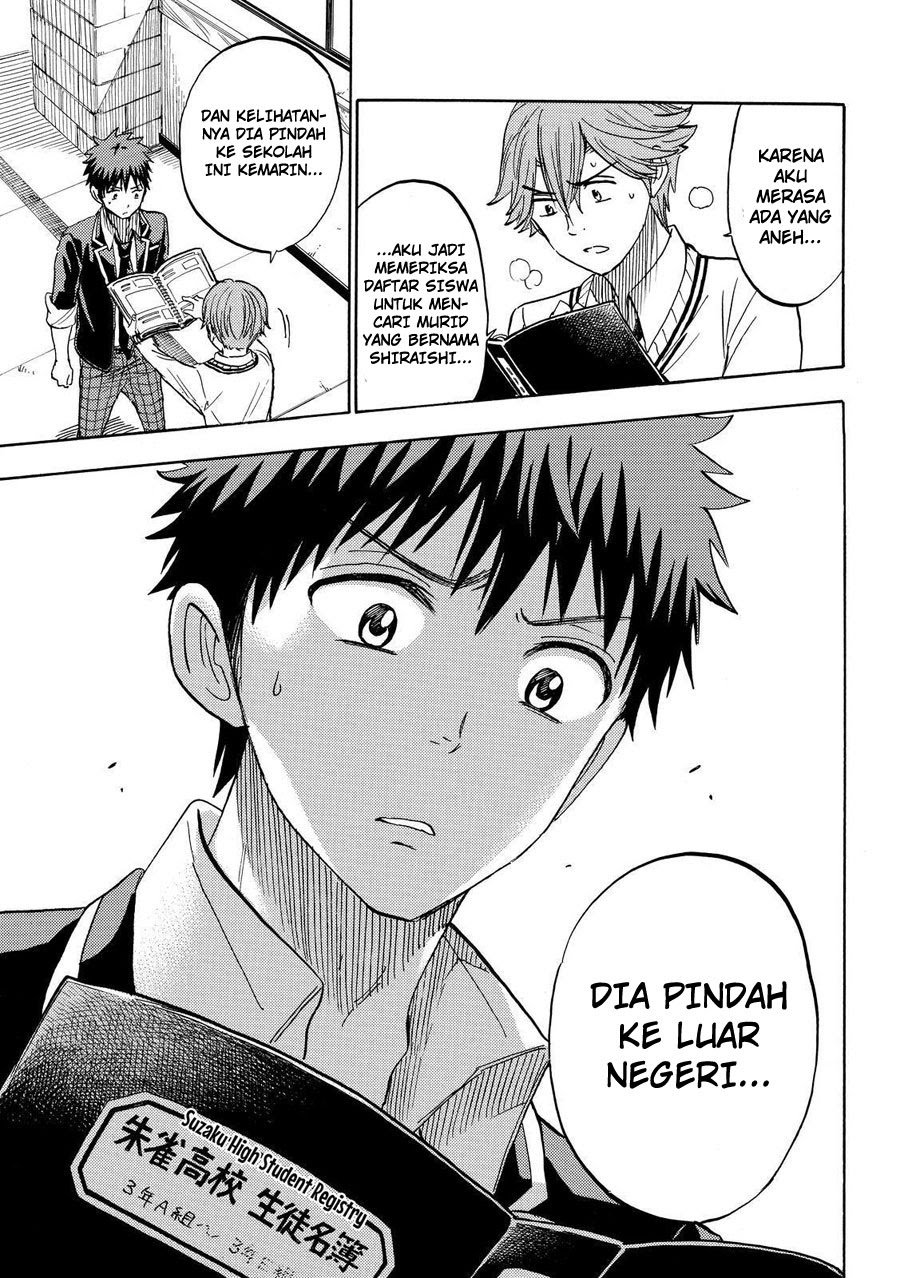 KARENA
AKU
MERASA
ADA YANG
ANEH...
...AKU JADI
MEMERIKSA
DAFTAR SISWA
UNTUK MEN-
CARI MURID
YANG BERNAMA
SHIRAISHI...
DAN KELIHATAN-
NYA DIA PINDAH
KE SEKOLAH
INI KEMARIN...
DIA PINDAH
KE LUAR
NEGERI...
Suzaku High Student Registry
朱雀高校 生徒名簿
3年A組 3年